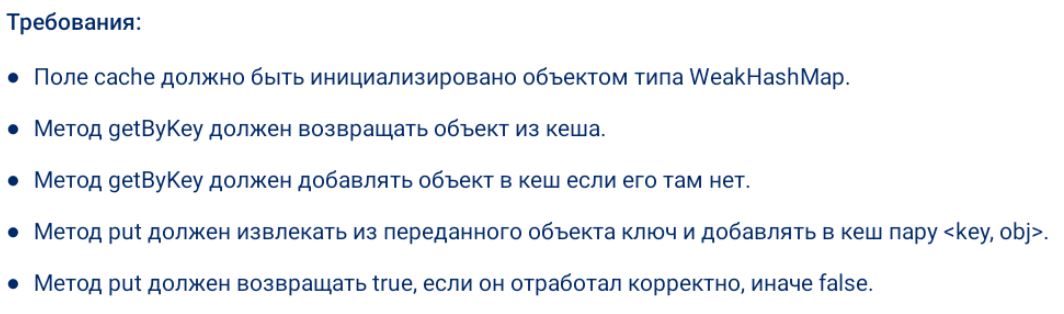 Требования:
● Поле cache должно быть инициализировано объектом типа WeakHashMap.
● Метод getByKey должен возвращать объект из кеша.
● Метод getByKey должен добавлять объект в кеш если его там нет.
● Метод put должен извлекать из переданного объекта ключ и добавлять в кеш пару <key, obj>.
● Метод put должен возвращать true, если он отработал корректно, иначе false.